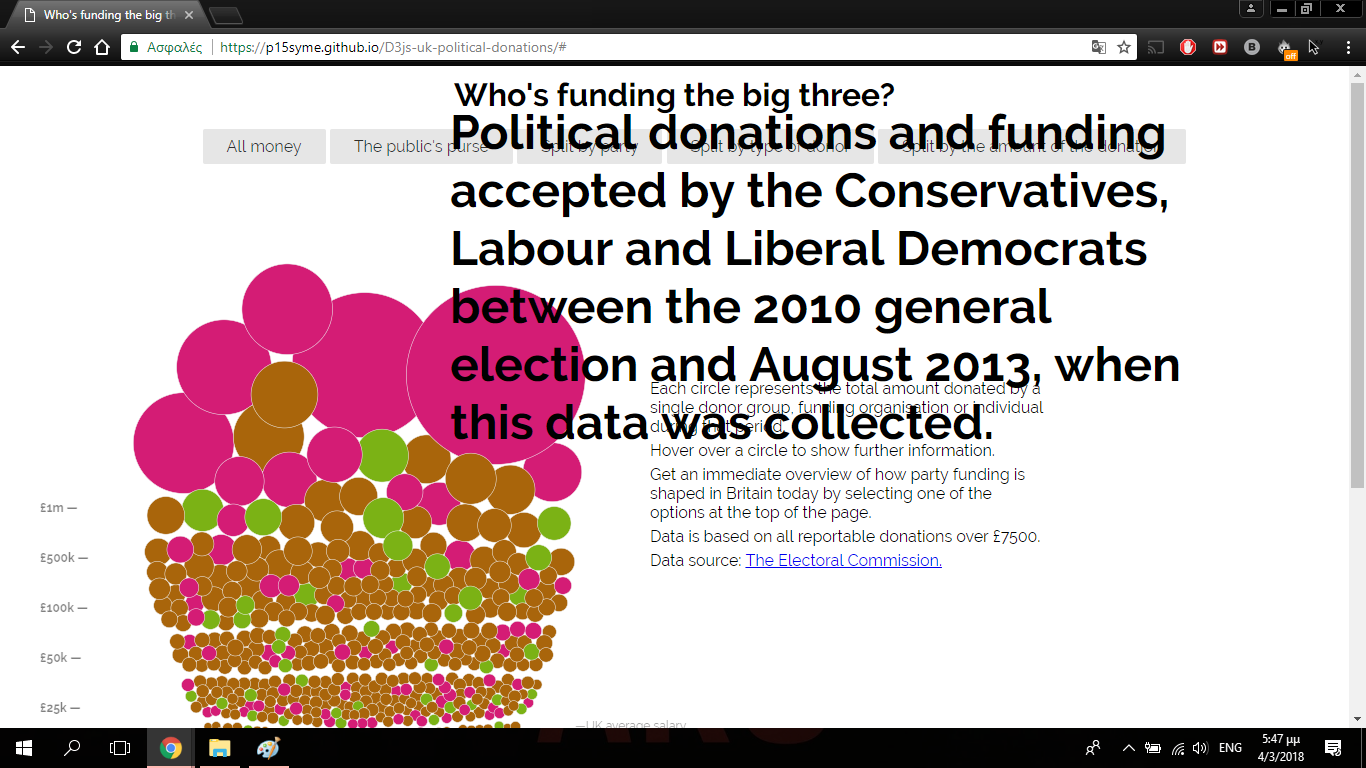 Who's funding the big th
Ασφαλές
https://p15syme.github.io/D3js-uk-political-donations/#
off
Who's funding the big three?
All money
The public's purse
Split by party
Split by type of donor
Split by the amount of the donation
Political donations and funding
accepted by the Conservatives,
Labour and Liberal Democrats
between the 2010 general
election and August 2013, when
this data was collected.
Each circle represents the total amount donated by a
single donor group, funding organisation or individual
during that period.
Hover over a circle to show further information.
Get an immediate overview of how party funding is
shaped in Britain today by selecting one of the
options at the top of the page.
Data is based on all reportable donations over £7500.
Data source: The Electoral Commission.
£1m —
£500k —
£100k —
£50k —
£25k —
—UK average salary
ENG
5:47 μμ
4/3/2018